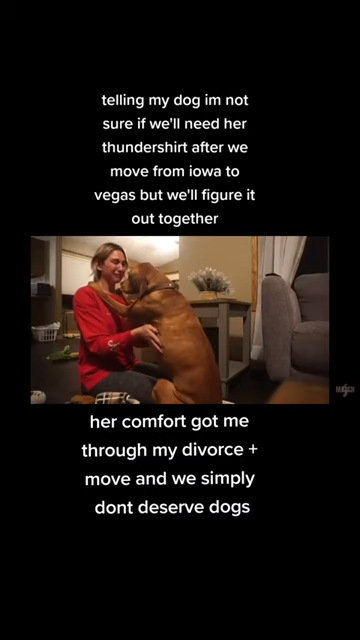 telling my dog im not
sure if we'll need her
thundershirt after we
move from iowa to
vegas but we'll figure it
out together
her comfort got me
through my divorce +
move and we simply
dont deserve dogs